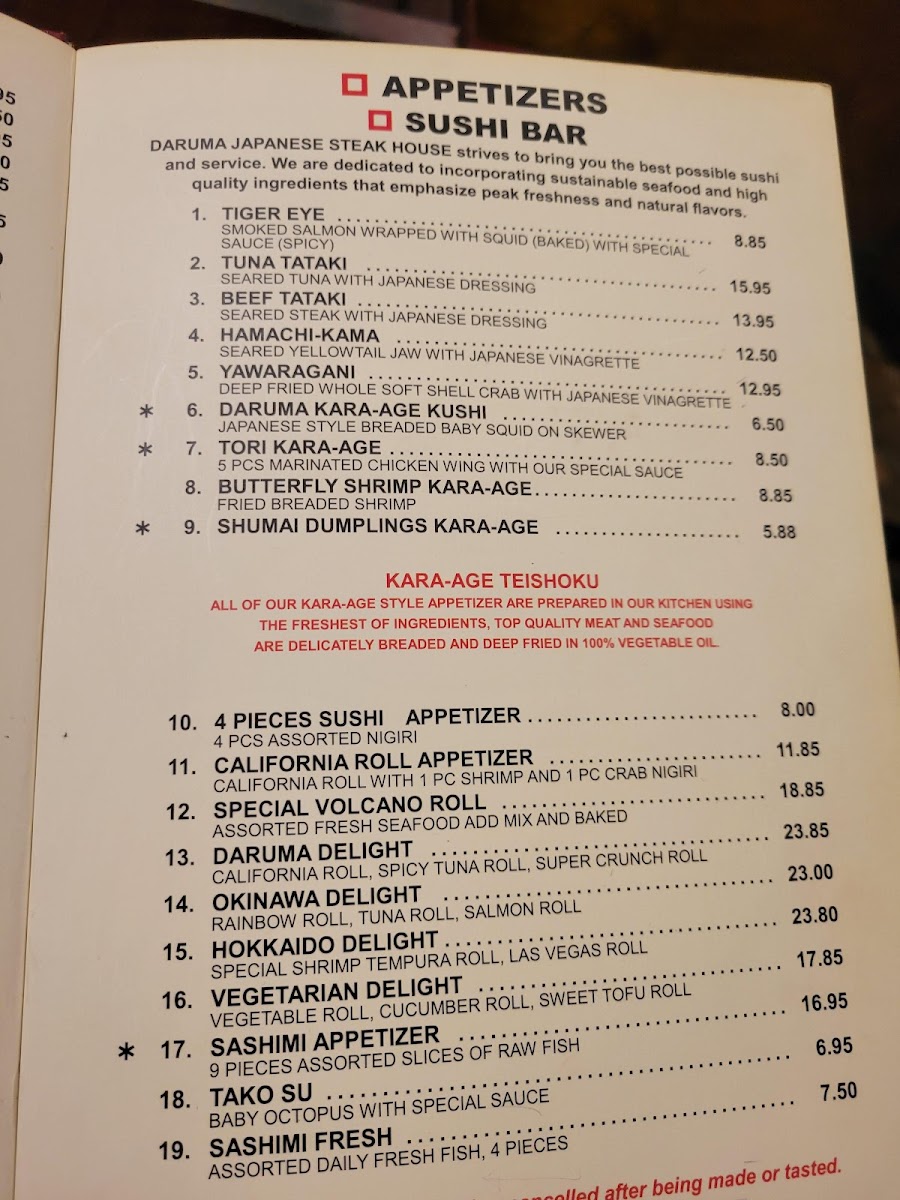 APPETIZERS
SUSHI BAR
DARUMA JAPANESE STEAK HOUSE strives to bring you the best possible sushi
and service. We are dedicated to incorporating sustainable seafood and high
quality ingredients that emphasize peak freshness and natural flavors.
1. TIGER EYE ........................................ 8.85
SMOKED SALMON WRAPPED WITH SQUID (BAKED) WITH SPECIAL
SAUCE (SPICY)
2. TUNA TATAKI ..................................... 15.95
SEARED TUNA WITH JAPANESE DRESSING
3. BEEF TATAKI ...................................... 13.95
SEARED STEAK WITH JAPANESE DRESSING
4. HAMACHI-KAMA .................................. 12.50
SEARED YELLOWTAIL JAW WITH JAPANESE VINAGRETTE
5. YAWARAGANI ..................................... 12.95
DEEP FRIED WHOLE SOFT SHELL CRAB WITH JAPANESE VINAGRETTE
* 6. DARUMA KARA-AGE KUSHI ........................ 6.50
JAPANESE STYLE BREADED BABY SQUID ON SKEWER
* 7. TORI KARA-AGE ................................... 8.50
5 PCS MARINATED CHICKEN WING WITH OUR SPECIAL SAUCE
8. BUTTERFLY SHRIMP KARA-AGE..................... 8.85
FRIED BREADED SHRIMP
* 9. SHUMAI DUMPLINGS KARA-AGE ................... 5.88
KARA-AGE TEISHOKU
ALL OF OUR KARA-AGE STYLE APPETIZER ARE PREPARED IN OUR KITCHEN USING
THE FRESHEST OF INGREDIENTS, TOP QUALITY MEAT AND SEAFOOD
ARE DELICATELY BREADED AND DEEP FRIED IN 100% VEGETABLE OIL.
10. 4 PIECES SUSHI APPETIZER ........................ 8.00
4 PCS ASSORTED NIGIRI
11. CALIFORNIA ROLL APPETIZER ...................... 11.85
CALIFORNIA ROLL WITH 1 PC SHRIMP AND 1 PC CRAB NIGIRI
12. SPECIAL VOLCANO ROLL .......................... 18.85
ASSORTED FRESH SEAFOOD ADD MIX AND BAKED
13. DARUMA DELIGHT ................................ 23.85
CALIFORNIA ROLL, SPICY TUNA ROLL, SUPER CRUNCH ROLL
14. OKINAWA DELIGHT ............................... 23.00
RAINBOW ROLL, TUNA ROLL, SALMON ROLL
15. HOKKAIDO DELIGHT .............................. 23.80
SPECIAL SHRIMP TEMPURA ROLL, LAS VEGAS ROLL
16. VEGETARIAN DELIGHT ............................ 17.85
VEGETABLE ROLL, CUCUMBER ROLL, SWEET TOFU ROLL
* 17. SASHIMI APPETIZER .............................. 16.95
9 PIECES ASSORTED SLICES OF RAW FISH
18. TAKO SU ......................................... 6.95
BABY OCTOPUS WITH SPECIAL SAUCE
19. SASHIMI FRESH ................................... 7.50
ASSORTED DAILY FRESH FISH, 4 PIECES
after being made or tasted.